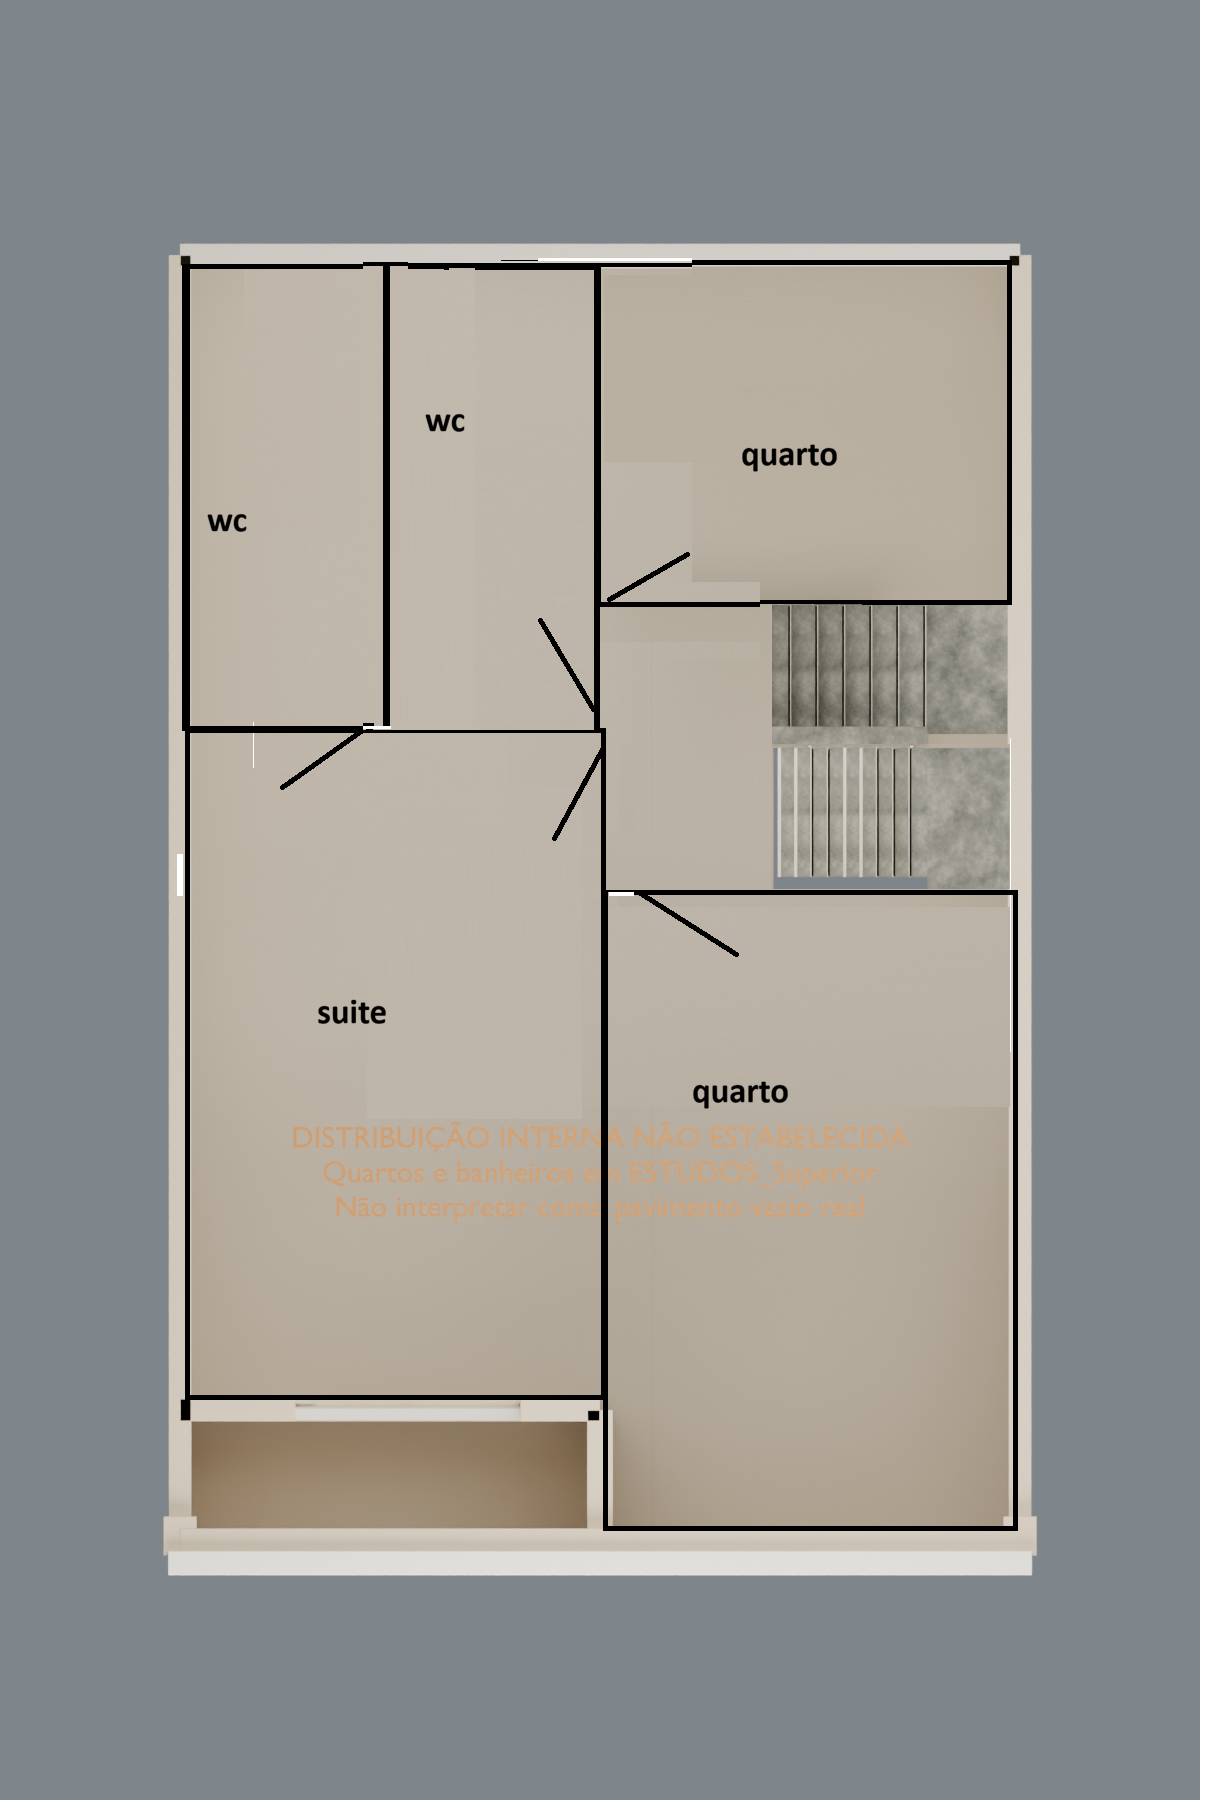 wc
quarto
wc
suite
quarto
DISTRIBUIÇÃO INTERNA NÃO ESTABELECIDA
Quartos e banheiros em ESTUDOS_Superior
Não interpretar como pavimento vazio real